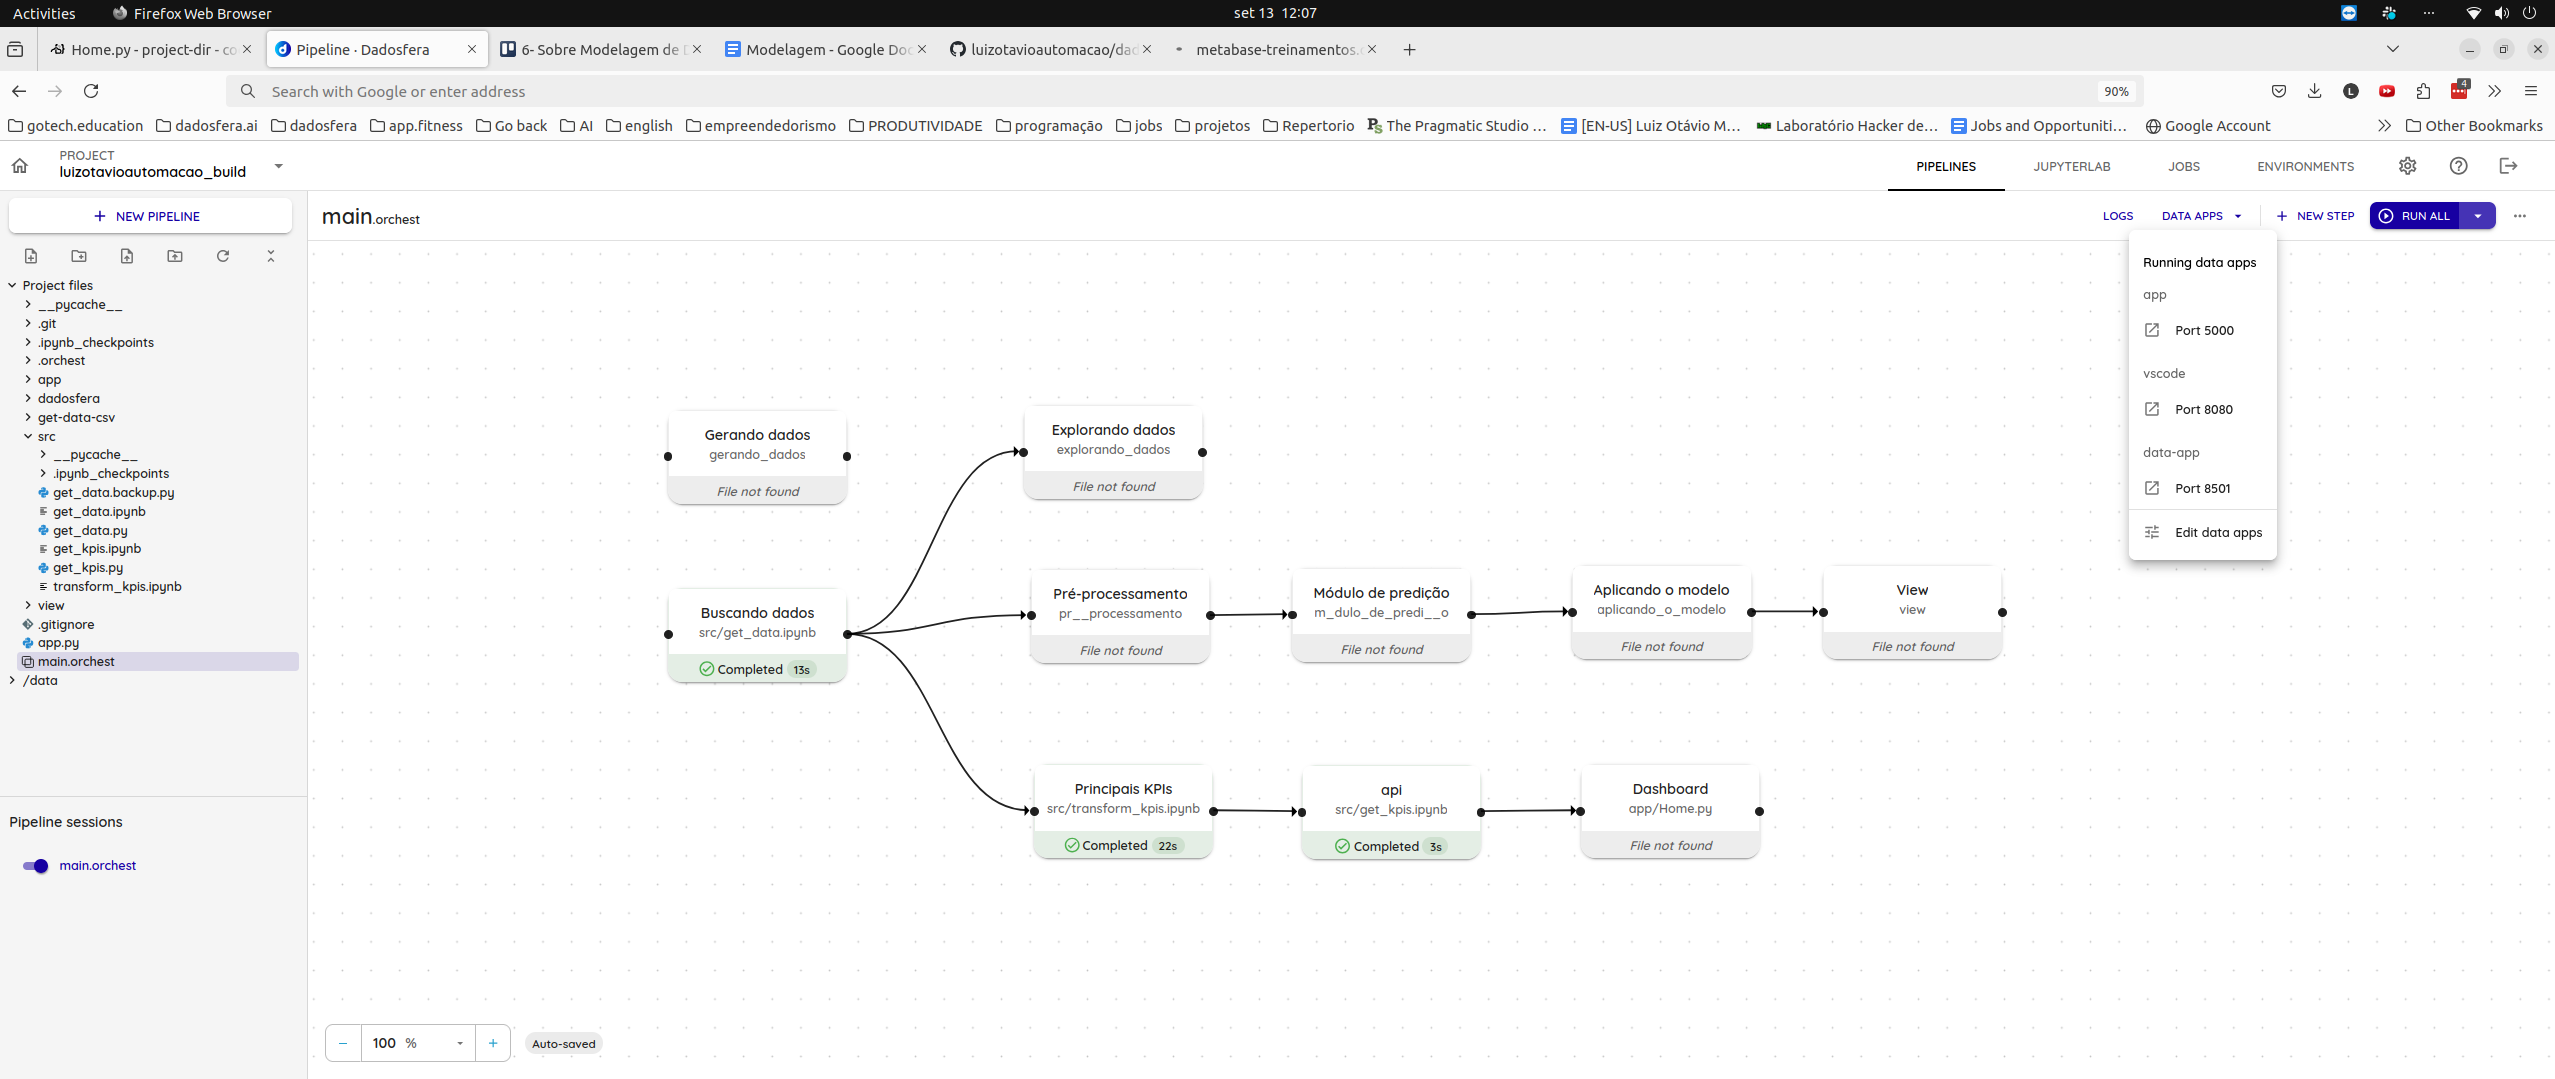 Activities
Firefox Web Browser
set 13 12:07
Home.py - project-dir - co
Pipeline · Dadosfera
6- Sobre Modelagem de D
Modelagem - Google Doc
luizotavioautomacao/dad
metabase-treinamentos.
Search with Google or enter address
90%
4
gotech.education
dadosfera.ai
dadosfera
app.fitness
Go back
AI
english
empreendedorismo
PRODUTIVIDADE
programação
jobs
projetos
Repertorio
The Pragmatic Studio ...
[EN-US] Luiz Otávio M...
Laboratório Hacker de...
Jobs and Opportuniti...
Google Account
Other Bookmarks
PROJECT
luizotavioautomacao_build
PIPELINES
JUPYTERLAB
JOBS
ENVIRONMENTS
NEW PIPELINE
main.orchest
LOGS
DATA APPS
NEW STEP
RUN ALL
Running data apps
app
Port 5000
vscode
Port 8080
data-app
Port 8501
Edit data apps
Project files
__pycache__
.git
.ipynb_checkpoints
.orchest
app
dadosfera
get-data-csv
src
__pycache__
.ipynb_checkpoints
get_data.backup.py
get_data.ipynb
get_data.py
get_kpis.ipynb
get_kpis.py
transform_kpis.ipynb
view
.gitignore
app.py
main.orchest
/data
Pipeline sessions
main.orchest
Gerando dados
gerando_dados
File not found
Explorando dados
explorando_dados
File not found
Buscando dados
src/get_data.ipynb
Completed 13s
Pré-processamento
pr__processamento
File not found
Módulo de predição
m_dulo_de_predi__o
File not found
Aplicando o modelo
aplicando_o_modelo
File not found
View
view
File not found
Principais KPIs
src/transform_kpis.ipynb
Completed 22s
api
src/get_kpis.ipynb
Completed 3s
Dashboard
app/Home.py
File not found
100 %
Auto-saved